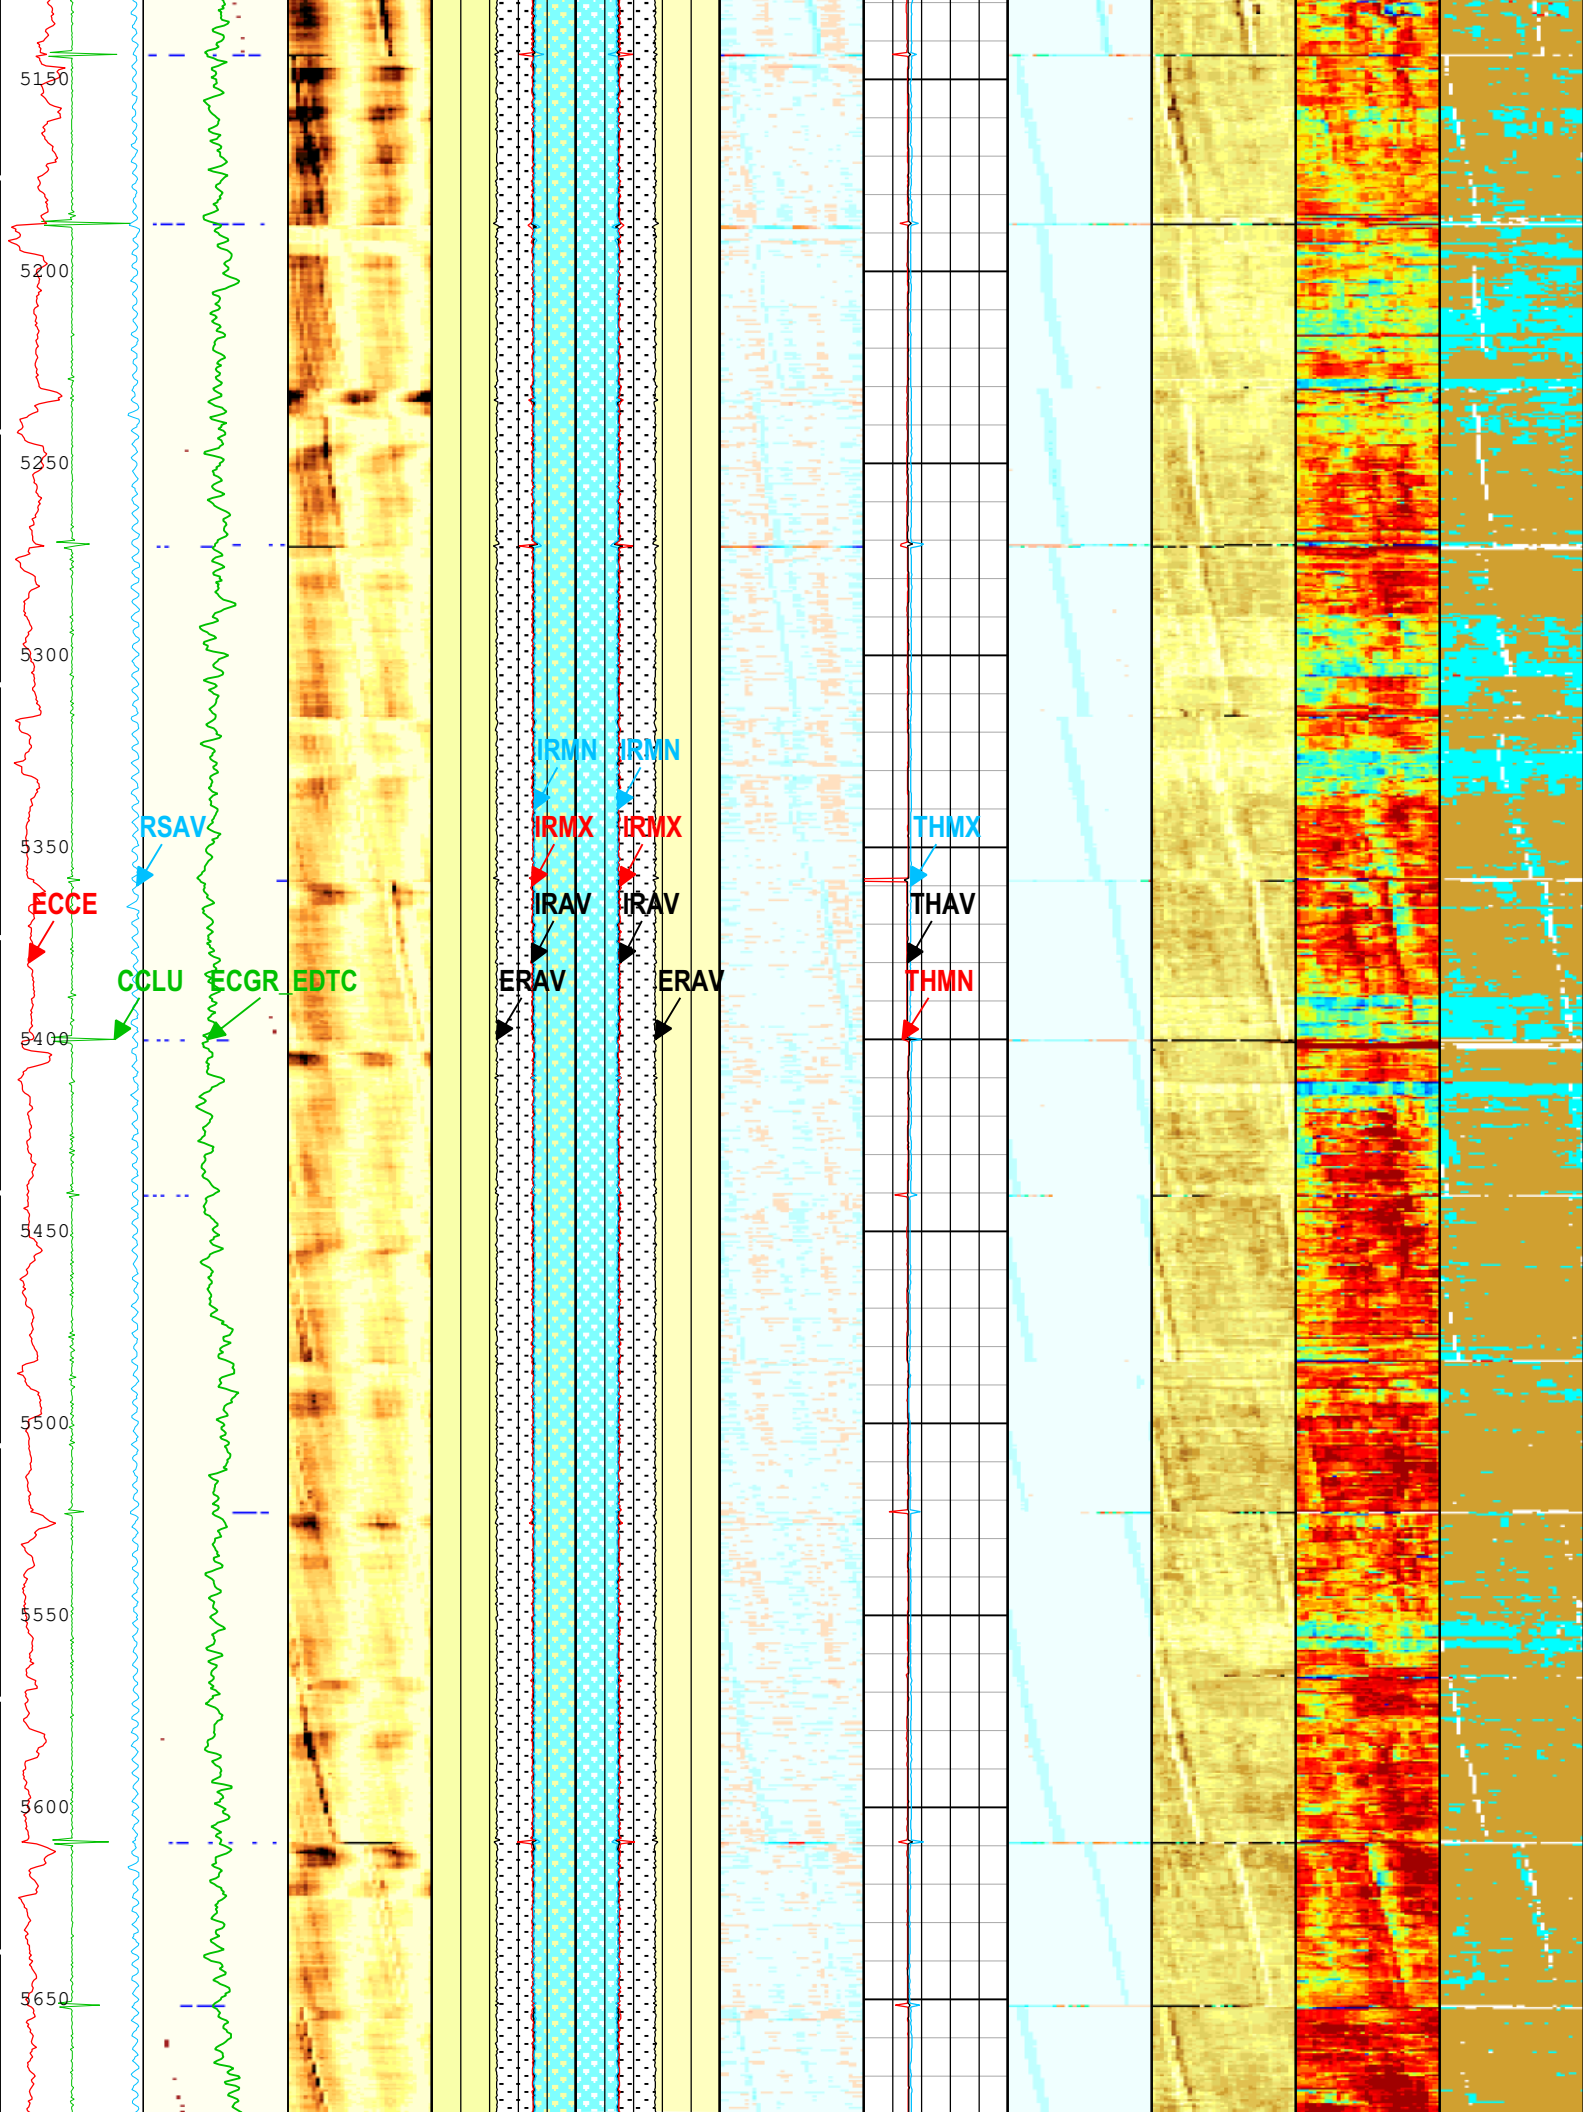 5150
5200
5250
5300
IRMN IRMN
RSAV IRMX IRMX THMX
5350
ECCE IRAV IRAV THAV
CCLU ECGR_EDTC ERAV ERAV THMN
5400
5450
5500
5550
5600
5650